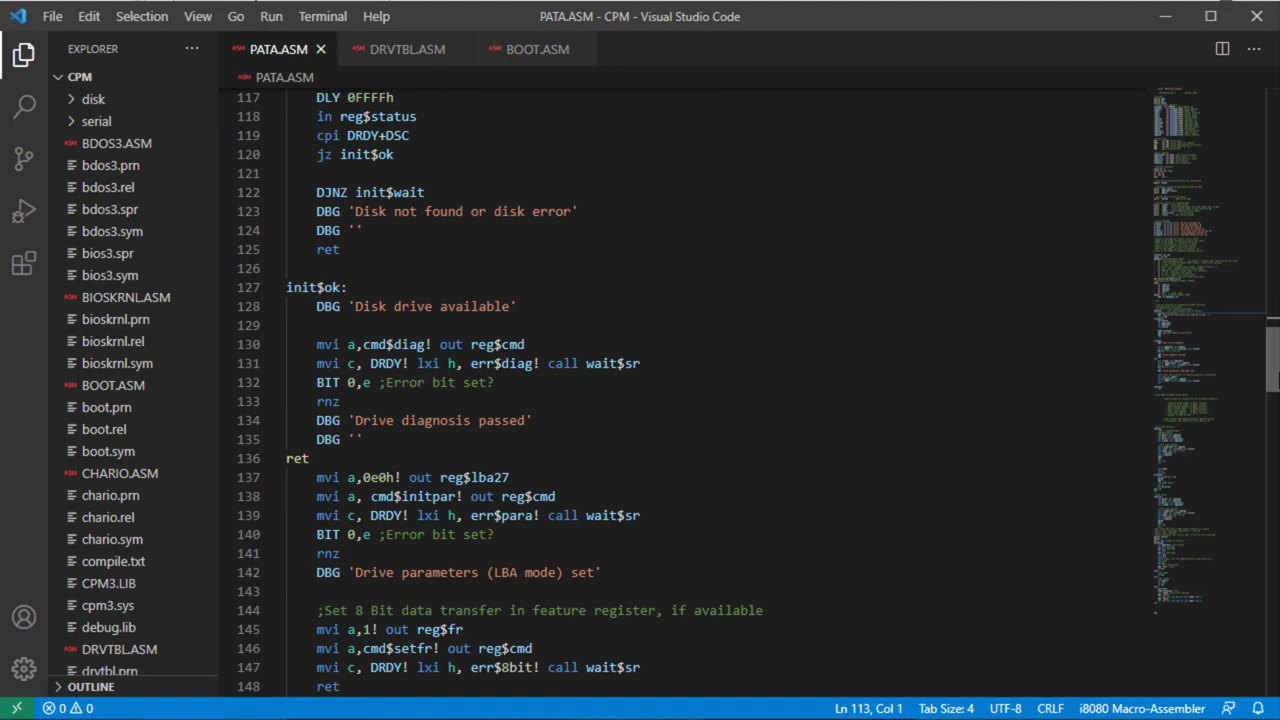 File Edit Selection View Go Run Terminal Help PATA.ASM - CPM - Visual Studio Code
EXPLORER
PATA.ASM
DRVTBL.ASM
BOOT.ASM
CPM
disk
serial
BDOS3.ASM
bdos3.prn
bdos3.rel
bdos3.spr
bdos3.sym
bios3.spr
bios3.sym
BIOSKRNL.ASM
bioskrnl.prn
bioskrnl.rel
bioskrnl.sym
BOOT.ASM
boot.prn
boot.rel
boot.sym
CHARIO.ASM
chario.prn
chario.rel
chario.sym
compile.txt
CPM3.LIB
cpm3.sys
debug.lib
DRVTBL.ASM
drvtbl.prn
OUTLINE
PATA.ASM
117 DLY 0FFFFh
118 in reg$status
119 cpi DRDY+DSC
120 jz init$ok
121
122 DJNZ init$wait
123 DBG 'Disk not found or disk error'
124 DBG ''
125 ret
126
127 init$ok:
128 DBG 'Disk drive available'
129
130 mvi a,cmd$diag! out reg$cmd
131 mvi c, DRDY! lxi h, err$diag! call wait$sr
132 BIT 0,e ;Error bit set?
133 rnz
134 DBG 'Drive diagnosis passed'
135 DBG ''
136 ret
137 mvi a,0e0h! out reg$lba27
138 mvi a, cmd$initpar! out reg$cmd
139 mvi c, DRDY! lxi h, err$para! call wait$sr
140 BIT 0,e ;Error bit set?
141 rnz
142 DBG 'Drive parameters (LBA mode) set'
143
144 ;Set 8 Bit data transfer in feature register, if available
145 mvi a,1! out reg$fr
146 mvi a,cmd$setfr! out reg$cmd
147 mvi c, DRDY! lxi h, err$8bit! call wait$sr
148 ret
0 0 Ln 113, Col 1 Tab Size: 4 UTF-8 CRLF i8080 Macro-Assembler